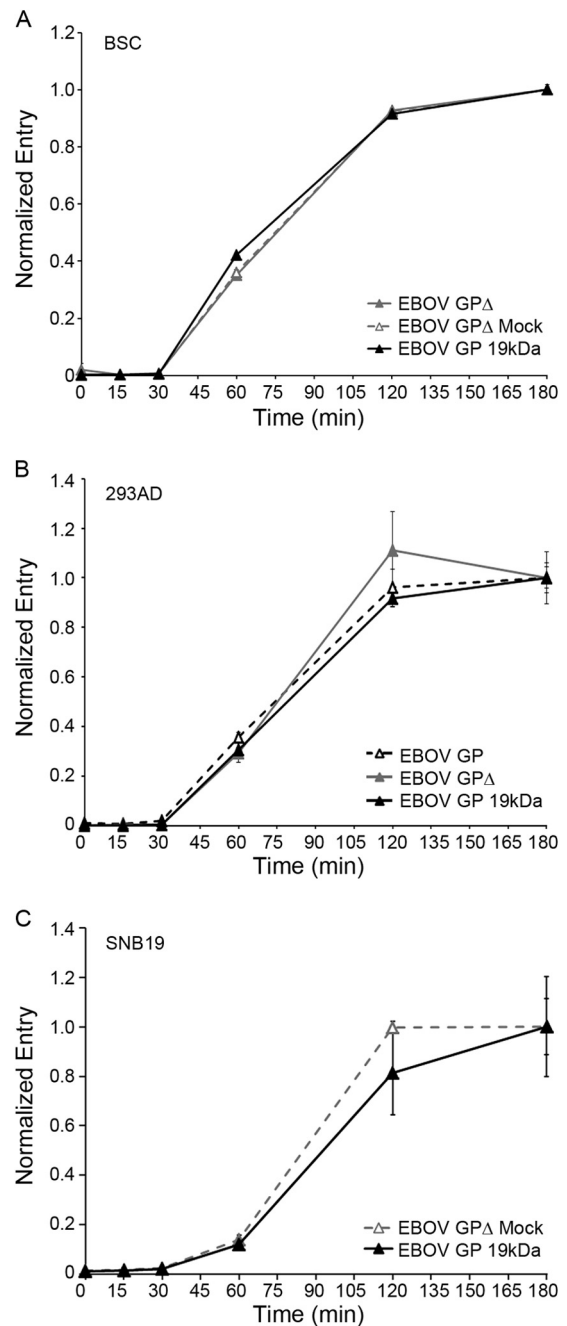 A
BSC
Normalized Entry
1.2
1.0
0.8
0.6
0.4
0.2
0
EBOV GPΔ
EBOV GPΔ Mock
EBOV GP 19kDa
0 15 30 45 60 75 90 105 120 135 150 165 180
Time (min)
B
293AD
Normalized Entry
1.4
1.2
1.0
0.8
0.6
0.4
0.2
0
EBOV GP
EBOV GPΔ
EBOV GP 19kDa
0 15 30 45 60 75 90 105 120 135 150 165 180
Time (min)
C
SNB19
Normalized Entry
1.4
1.2
1.0
0.8
0.6
0.4
0.2
0
EBOV GPΔ Mock
EBOV GP 19kDa
0 15 30 45 60 75 90 105 120 135 150 165 180
Time (min)